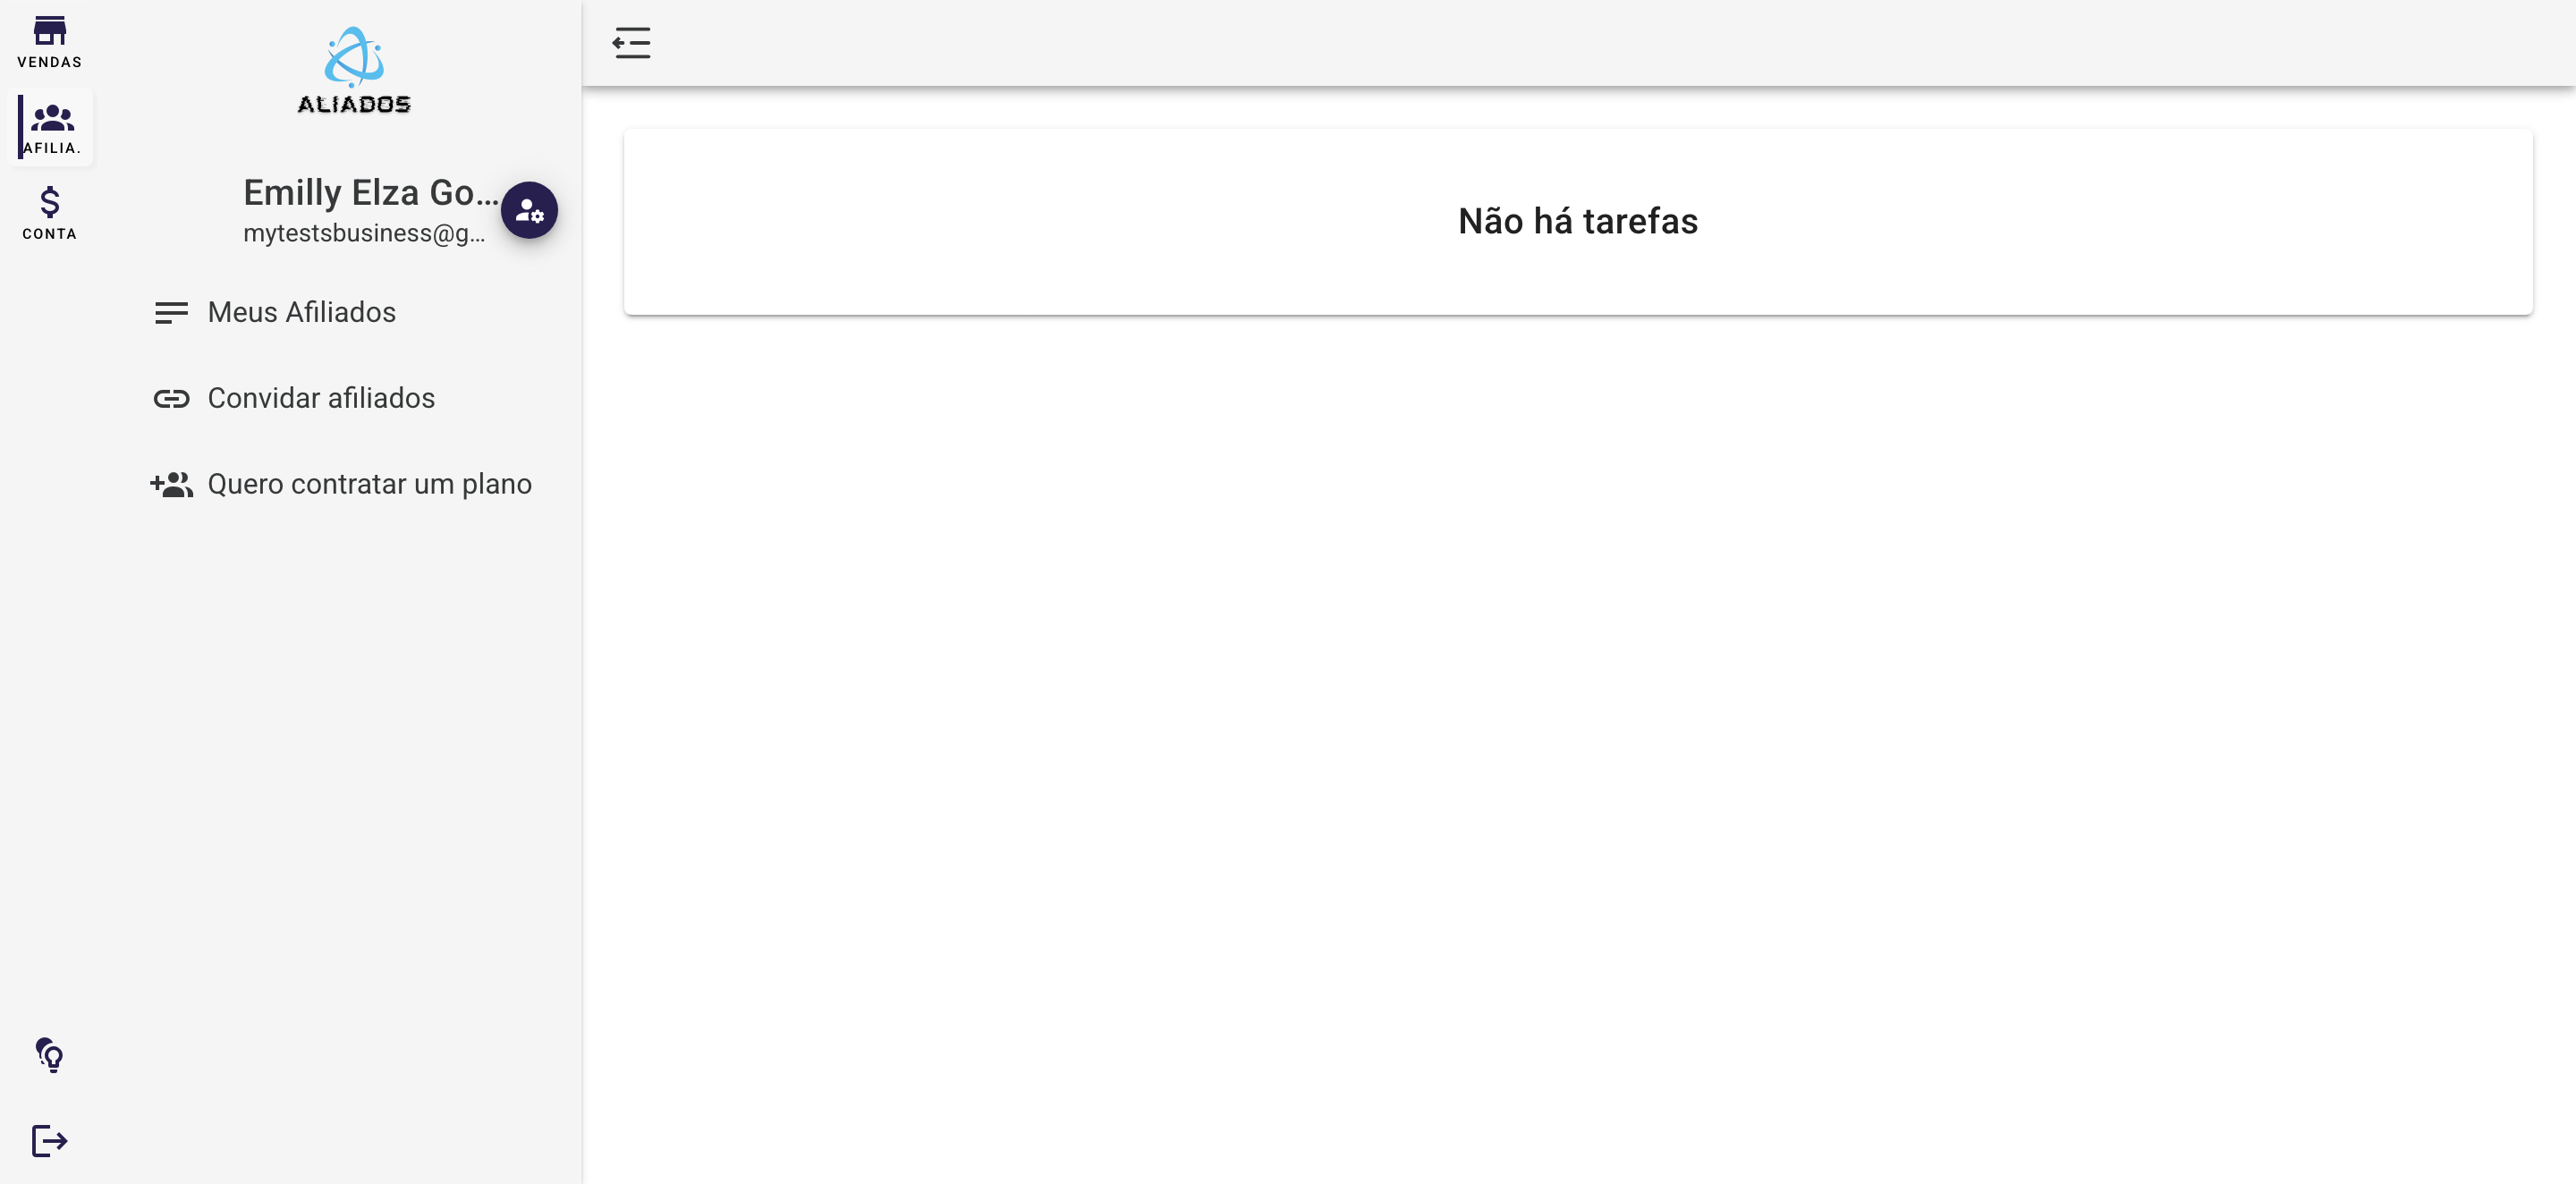 VENDAS
AFILIA.
CONTA
ALIADOS
Emilly Elza Go...
mytestsbusiness@g...
Meus Afiliados
Convidar afiliados
Quero contratar um plano
Não há tarefas